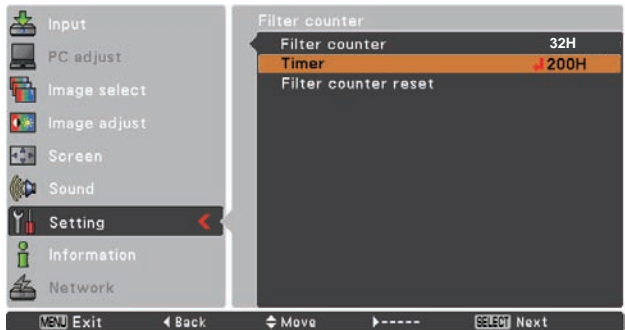 Input
PC adjust
Image select
Image adjust
Screen
Sound
Setting
Information
Network
Filter counter
Filter counter 32H
Timer 200H
Filter counter reset
MENU Exit Back Move ----- SELECT Next